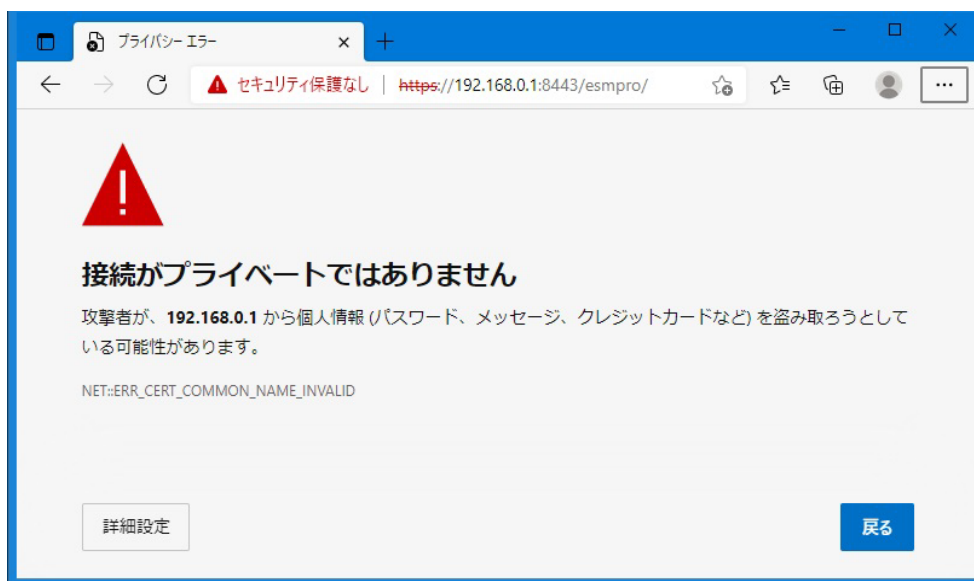 プライバシー エラー
セキュリティ保護なし | https://192.168.0.1:8443/esmpro/
接続がプライベートではありません
攻撃者が、192.168.0.1 から個人情報 (パスワード、メッセージ、クレジットカードなど) を盗み取ろうとして
いる可能性があります。
NET::ERR_CERT_COMMON_NAME_INVALID
詳細設定
戻る